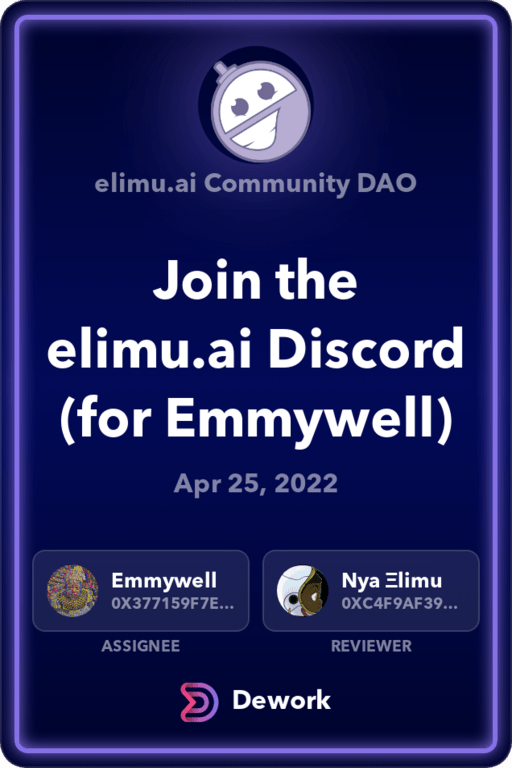 elimu.ai Community DAO
Join the
elimu.ai Discord
(for Emmywell)
Apr 25, 2022
Emmywell
0X377159F7E...
ASSIGNEE
Nya Ξlimu
0XC4F9AF39...
REVIEWER
Dework